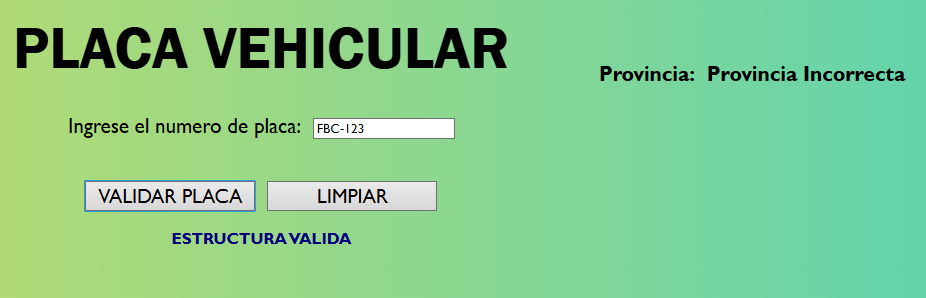 PLACA VEHICULAR
Provincia: Provincia Incorrecta
Ingrese el numero de placa: FBC-123
VALIDAR PLACA LIMPIAR
ESTRUCTURA VALIDA